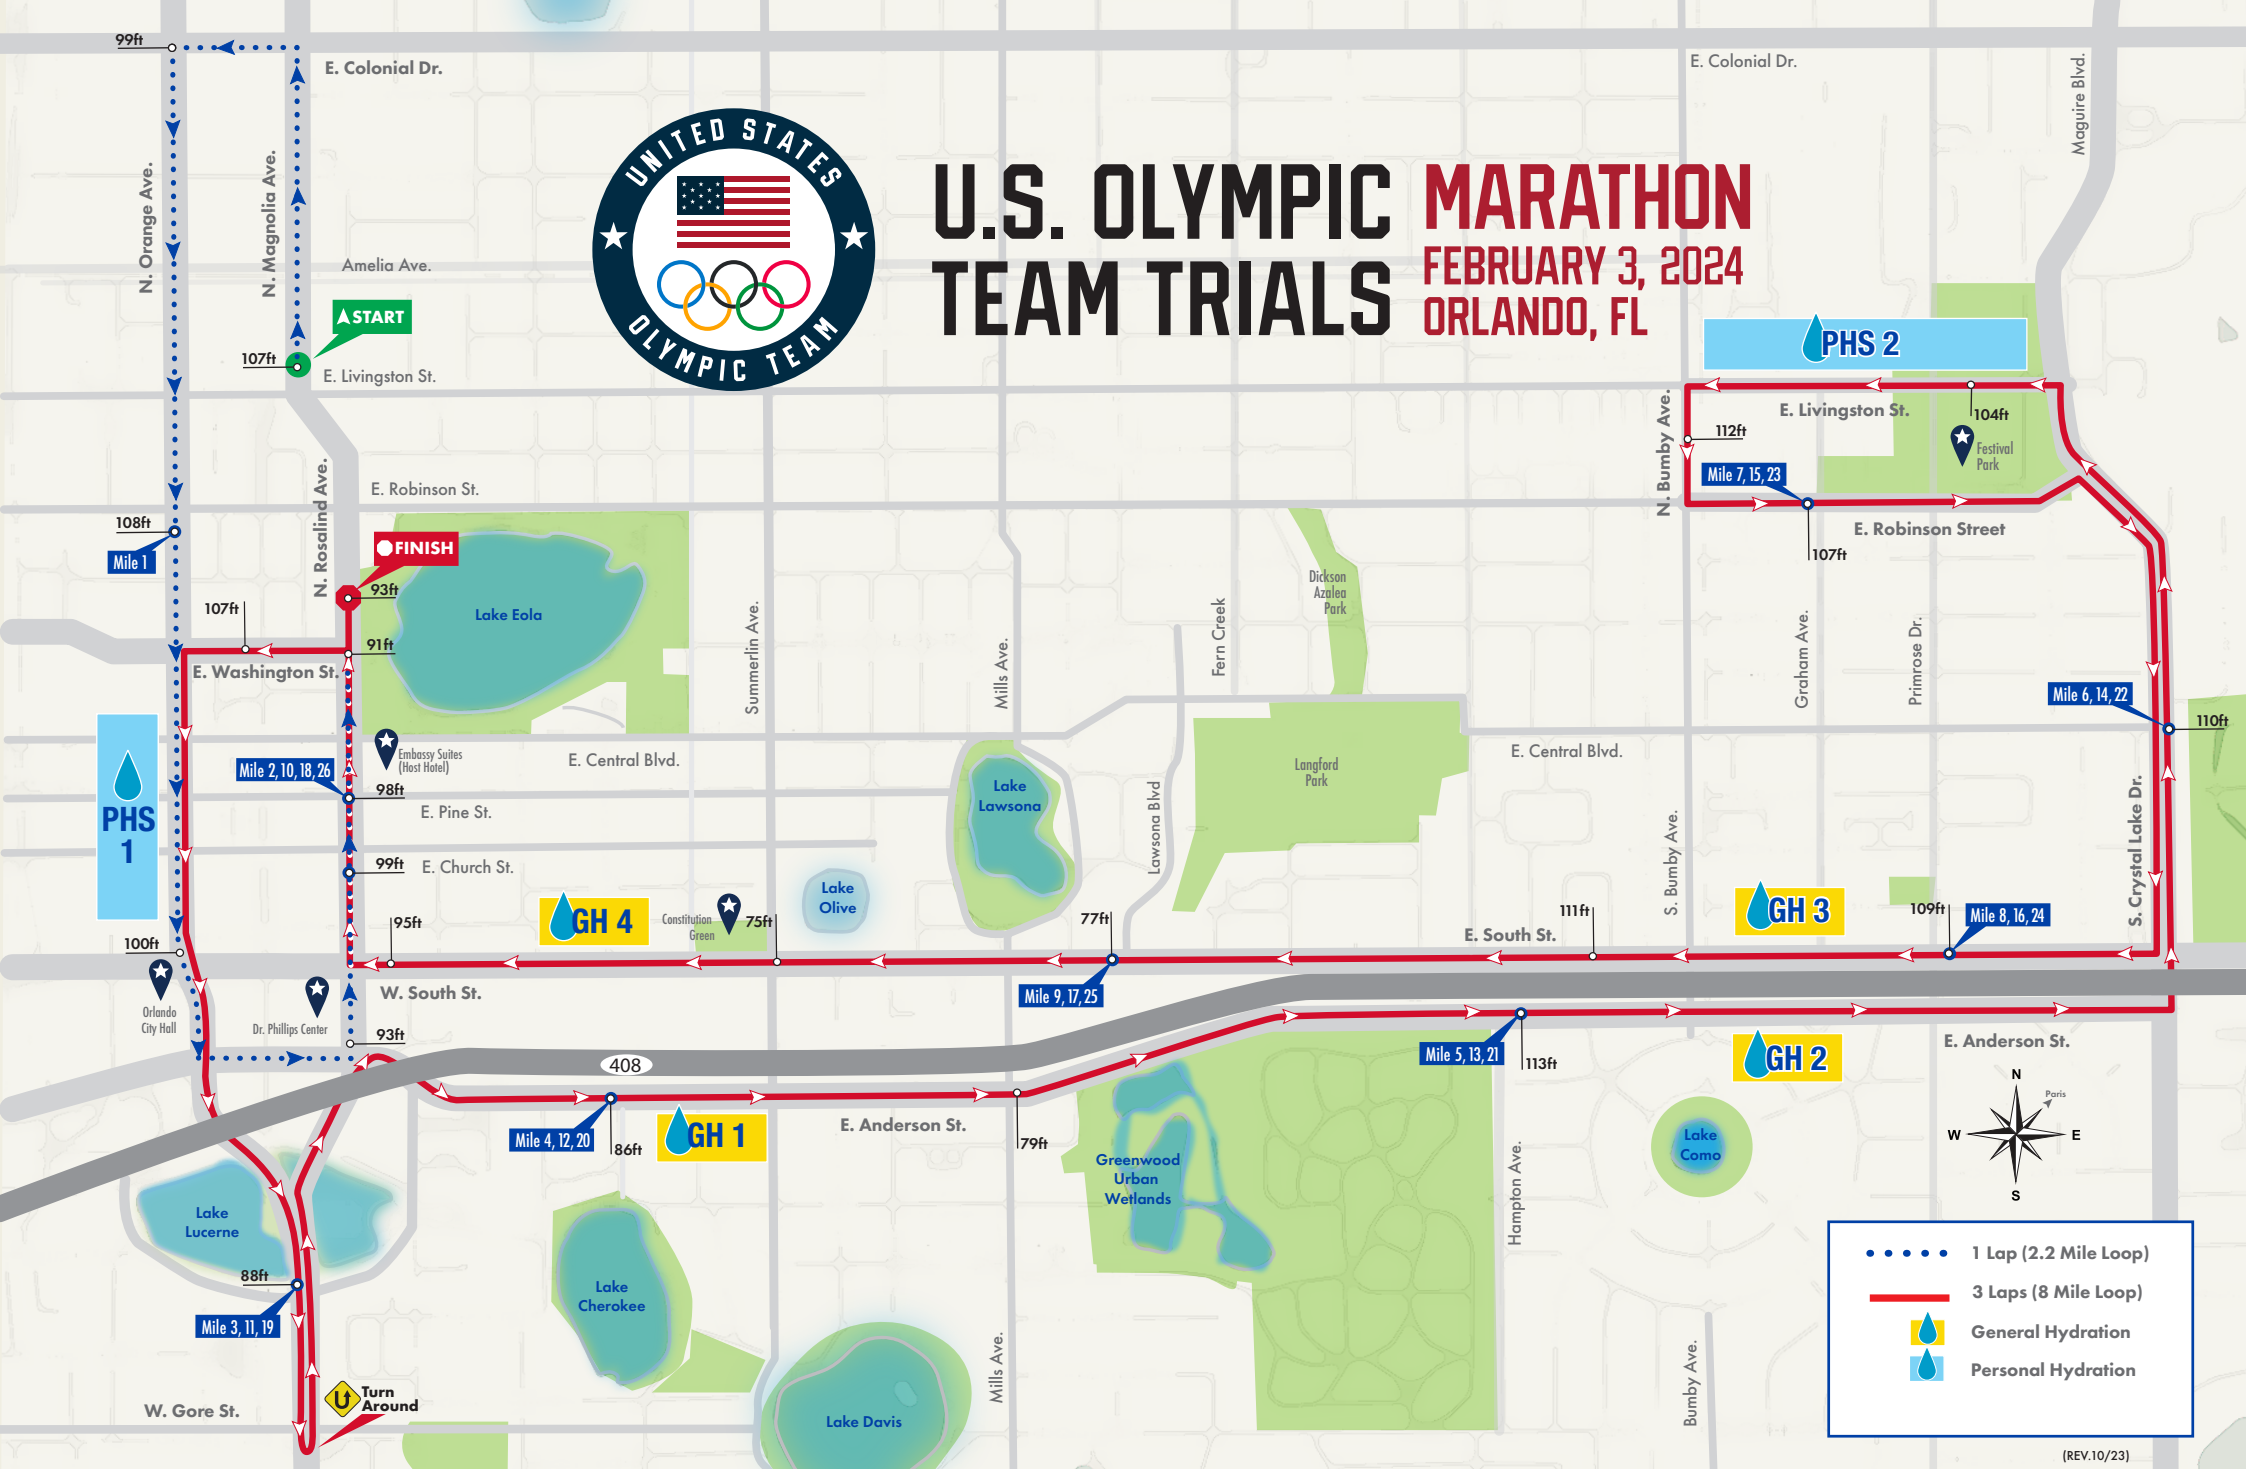 99ft
E. Colonial Dr.
E. Colonial Dr.
Maguire Blvd.
N. Orange Ave.
N. Magnolia Ave.
UNITED STATES
OLYMPIC TEAM
U.S. OLYMPIC
TEAM TRIALS
MARATHON
FEBRUARY 3, 2024
ORLANDO, FL
Amelia Ave.
START
107ft
E. Livingston St.
PHS 2
E. Livingston St.
104ft
N. Bumby Ave.
112ft
Festival
Park
Mile 7, 15, 23
E. Robinson Street
107ft
E. Robinson St.
N. Rosalind Ave.
108ft
Mile 1
FINISH
93ft
Lake Eola
107ft
91ft
E. Washington St.
Summerlin Ave.
Mills Ave.
Fern Creek
Dickson
Azalea
Park
Graham Ave.
Primrose Dr.
Mile 6, 14, 22
110ft
PHS
1
Embassy Suites
(Host Hotel)
E. Central Blvd.
E. Central Blvd.
Mile 2, 10, 18, 26
98ft
E. Pine St.
Lake
Lawsona
Langford
Park
Lawsona Blvd
S. Bumby Ave.
S. Crystal Lake Dr.
99ft
E. Church St.
Lake
Olive
95ft
GH 4
Constitution
Green
75ft
77ft
111ft
GH 3
109ft
Mile 8, 16, 24
E. South St.
100ft
Orlando
City Hall
Dr. Phillips Center
W. South St.
Mile 9, 17, 25
93ft
408
Mile 5, 13, 21
113ft
GH 2
E. Anderson St.
Mile 4, 12, 20
86ft
GH 1
E. Anderson St.
79ft
Greenwood
Urban
Wetlands
Hampton Ave.
Lake
Como
N
Paris
W
E
S
Lake
Lucerne
88ft
Mile 3, 11, 19
Lake
Cherokee
Turn
Around
W. Gore St.
Lake Davis
Mills Ave.
Bumby Ave.
1 Lap (2.2 Mile Loop)
3 Laps (8 Mile Loop)
General Hydration
Personal Hydration
(REV.10/23)